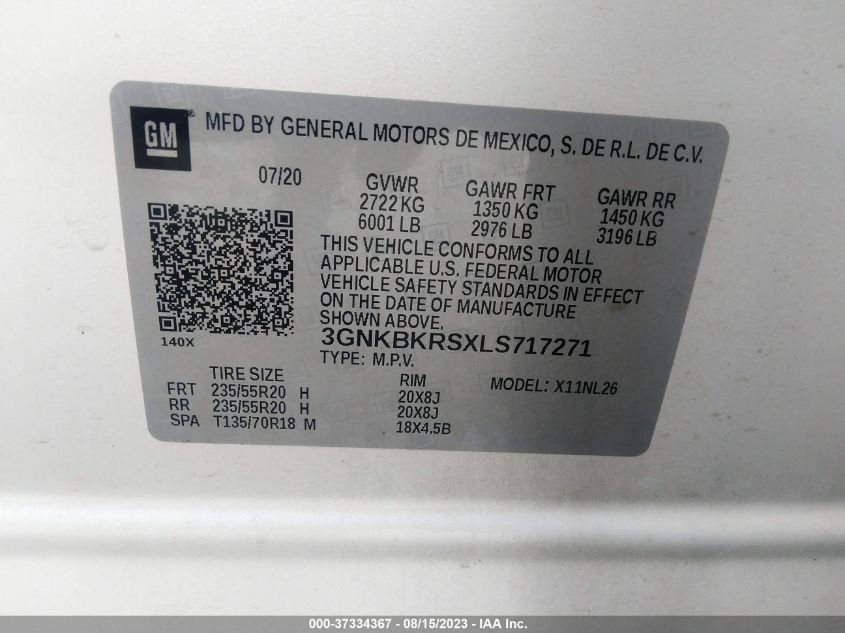 GM ® MFD BY GENERAL MOTORS DE MEXICO, S. DE R.L. DE C.V.
07/20 GVWR GAWR FRT GAWR RR
2722 KG 1350 KG 1450 KG
6001 LB 2976 LB 3196 LB
THIS VEHICLE CONFORMS TO ALL
APPLICABLE U.S. FEDERAL MOTOR
VEHICLE SAFETY STANDARDS IN EFFECT
ON THE DATE OF MANUFACTURE
SHOWN ABOVE.
140X
3GNKBKRSXLS717271
TYPE: M.P.V.
TIRE SIZE RIM MODEL: X11NL26
FRT 235/55R20 H 20X8J
RR 235/55R20 H 20X8J
SPA T135/70R18 M 18X4.5B
000-37334367 - 08/15/2023 - IAA Inc.